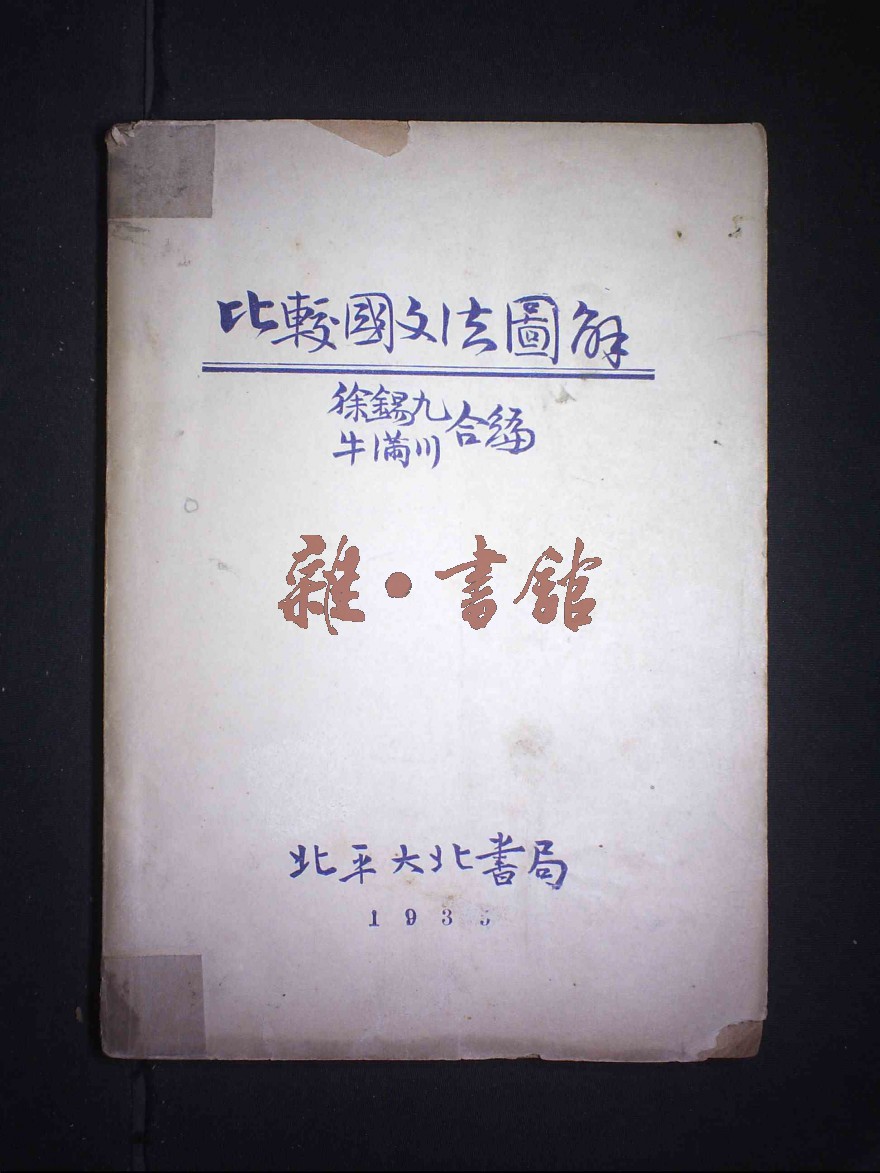 比較國文法圖解
徐錫九
牛滿川 合編
雜·書館
北平大北書局
193